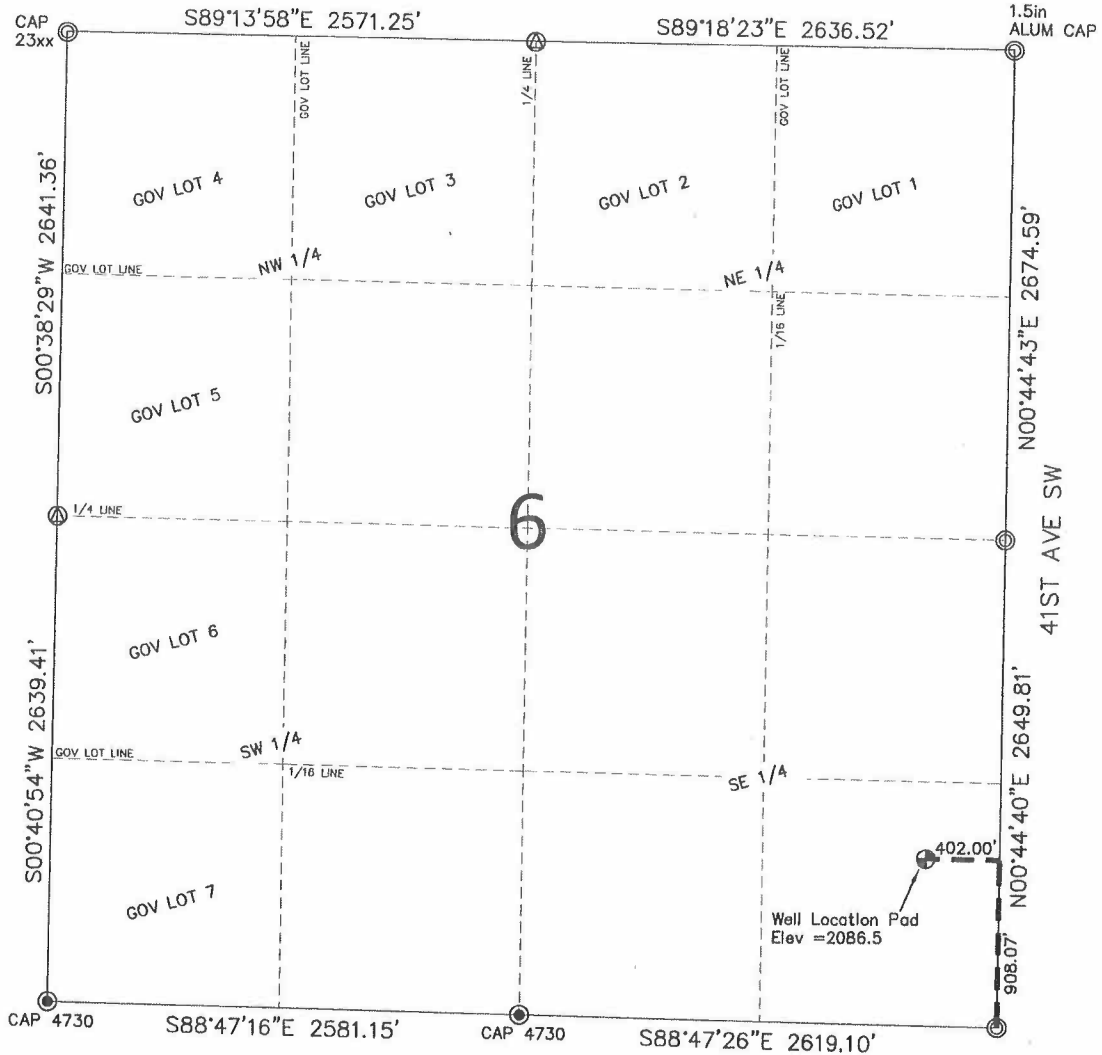 CAP
23xx
S89°13'58"E 2571.25'
S89°18'23"E 2636.52'
1.5in
ALUM CAP
GOV LOT LINE
1/4 LINE
GOV LOT LINE
GOV LOT 4
GOV LOT 3
GOV LOT 2
GOV LOT 1
S00°38'29"W 2641.36'
N00°44'43"E 2674.59'
GOV LOT LINE
NW 1/4
NE 1/4
1/16 LINE
GOV LOT 5
41ST AVE SW
1/4 LINE
6
GOV LOT 6
S00°40'54"W 2639.41'
N00°44'40"E 2649.81'
GOV LOT LINE
SW 1/4
1/16 LINE
SE 1/4
402.00'
Well Location Pad
Elev =2086.5
908.07'
GOV LOT 7
CAP 4730
S88°47'16"E 2581.15'
CAP 4730
S88°47'26"E 2619.10'